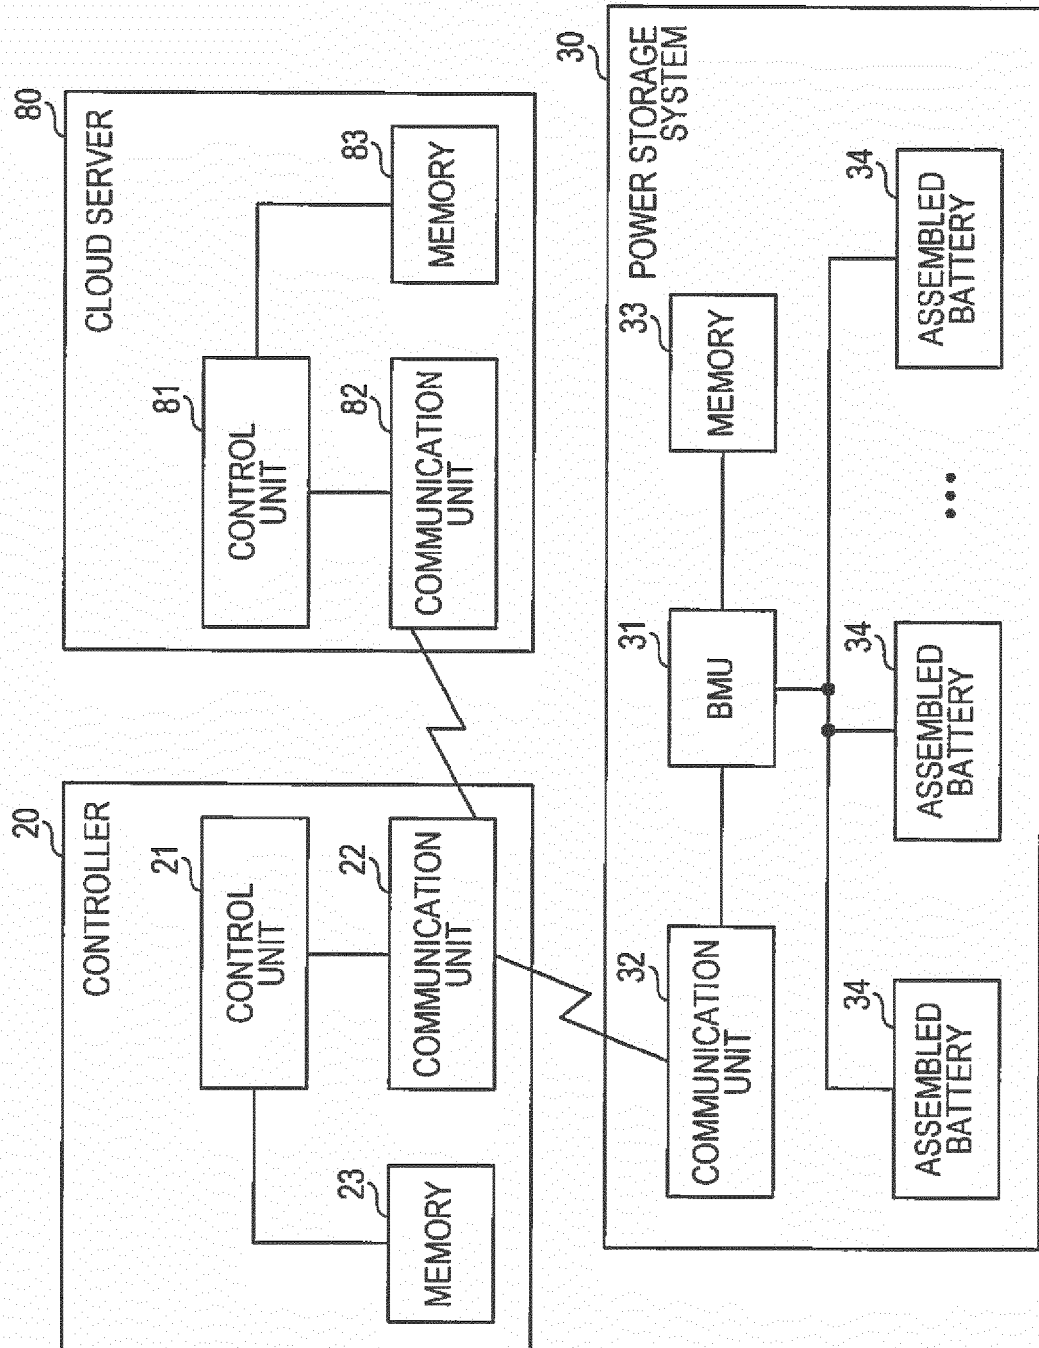 20
CONTROLLER
21
CONTROL
UNIT
22
COMMUNICATION
UNIT
23
MEMORY
80
CLOUD SERVER
81
CONTROL
UNIT
82
COMMUNICATION
UNIT
83
MEMORY
30
POWER STORAGE
SYSTEM
31
BMU
32
COMMUNICATION
UNIT
33
MEMORY
34
ASSEMBLED
BATTERY
34
ASSEMBLED
BATTERY
34
ASSEMBLED
BATTERY